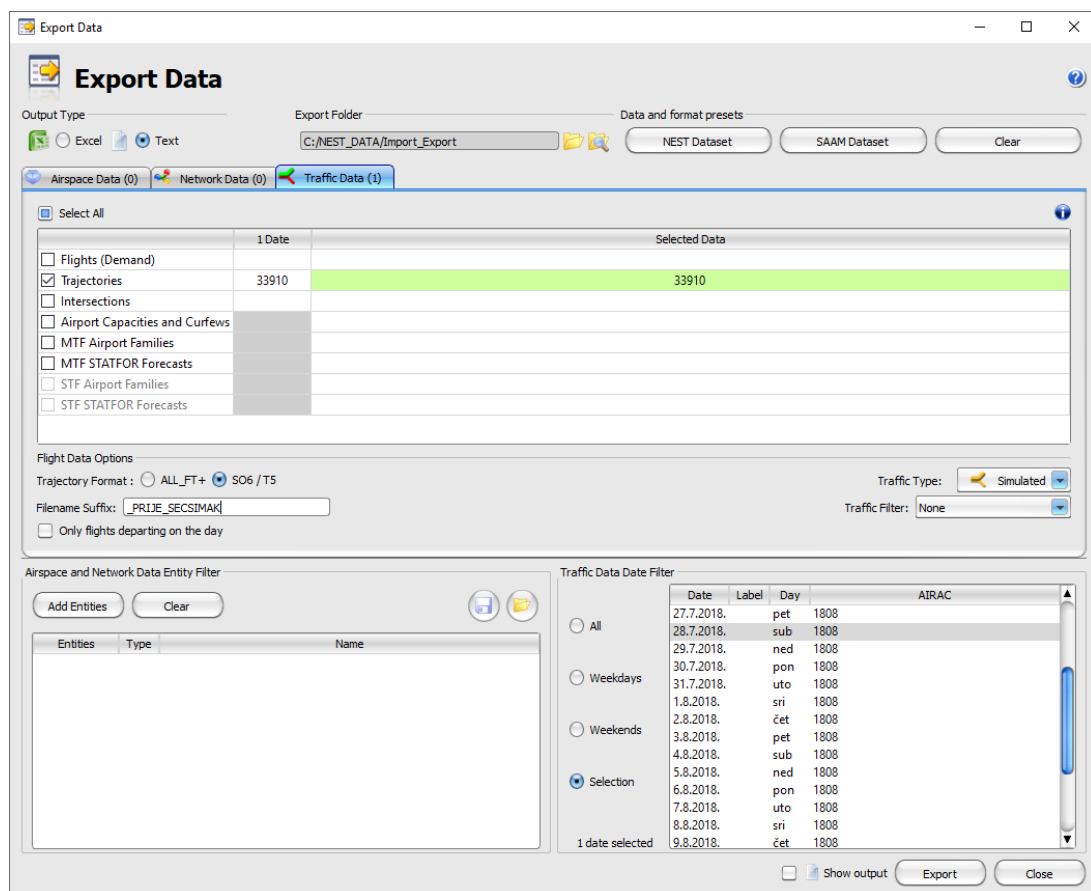 Export Data
Export Data
Output Type
Export Folder
Data and format presets
Excel
Text
C:/NEST_DATA/Import_Export
NEST Dataset
SAAM Dataset
Clear
Airspace Data (0)
Network Data (0)
Traffic Data (1)
Select All
1 Date Selected Data
Flights (Demand)
Trajectories 33910 33910
Intersections
Airport Capacities and Curfews
MTF Airport Families
MTF STATFOR Forecasts
STF Airport Families
STF STATFOR Forecasts
Flight Data Options
Trajectory Format : ALL_FT+ SO6 / T5
Traffic Type: Simulated
Filename Suffix: _PRIJE_SECSIMAK
Traffic Filter: None
Only flights departing on the day
Airspace and Network Data Entity Filter
Add Entities
Clear
Entities Type Name
Traffic Data Date Filter
All
Weekdays
Weekends
Selection
1 date selected
Date Label Day AIRAC
27.7.2018. pet 1808
28.7.2018. sub 1808
29.7.2018. ned 1808
30.7.2018. pon 1808
31.7.2018. uto 1808
1.8.2018. sri 1808
2.8.2018. čet 1808
3.8.2018. pet 1808
4.8.2018. sub 1808
5.8.2018. ned 1808
6.8.2018. pon 1808
7.8.2018. uto 1808
8.8.2018. sri 1808
9.8.2018. čet 1808
Show output
Export
Close